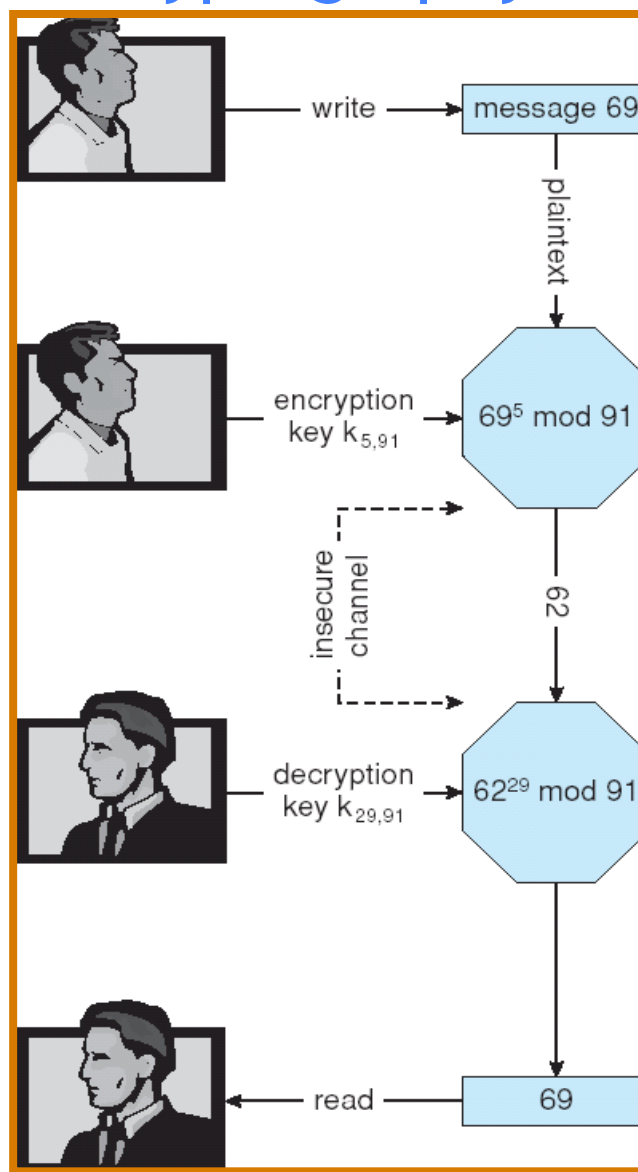 write
message 69
plaintext
encryption
key k₅,₉₁
69⁵ mod 91
insecure
channel
62
decryption
key k₂₉,₉₁
62²⁹ mod 91
read
69